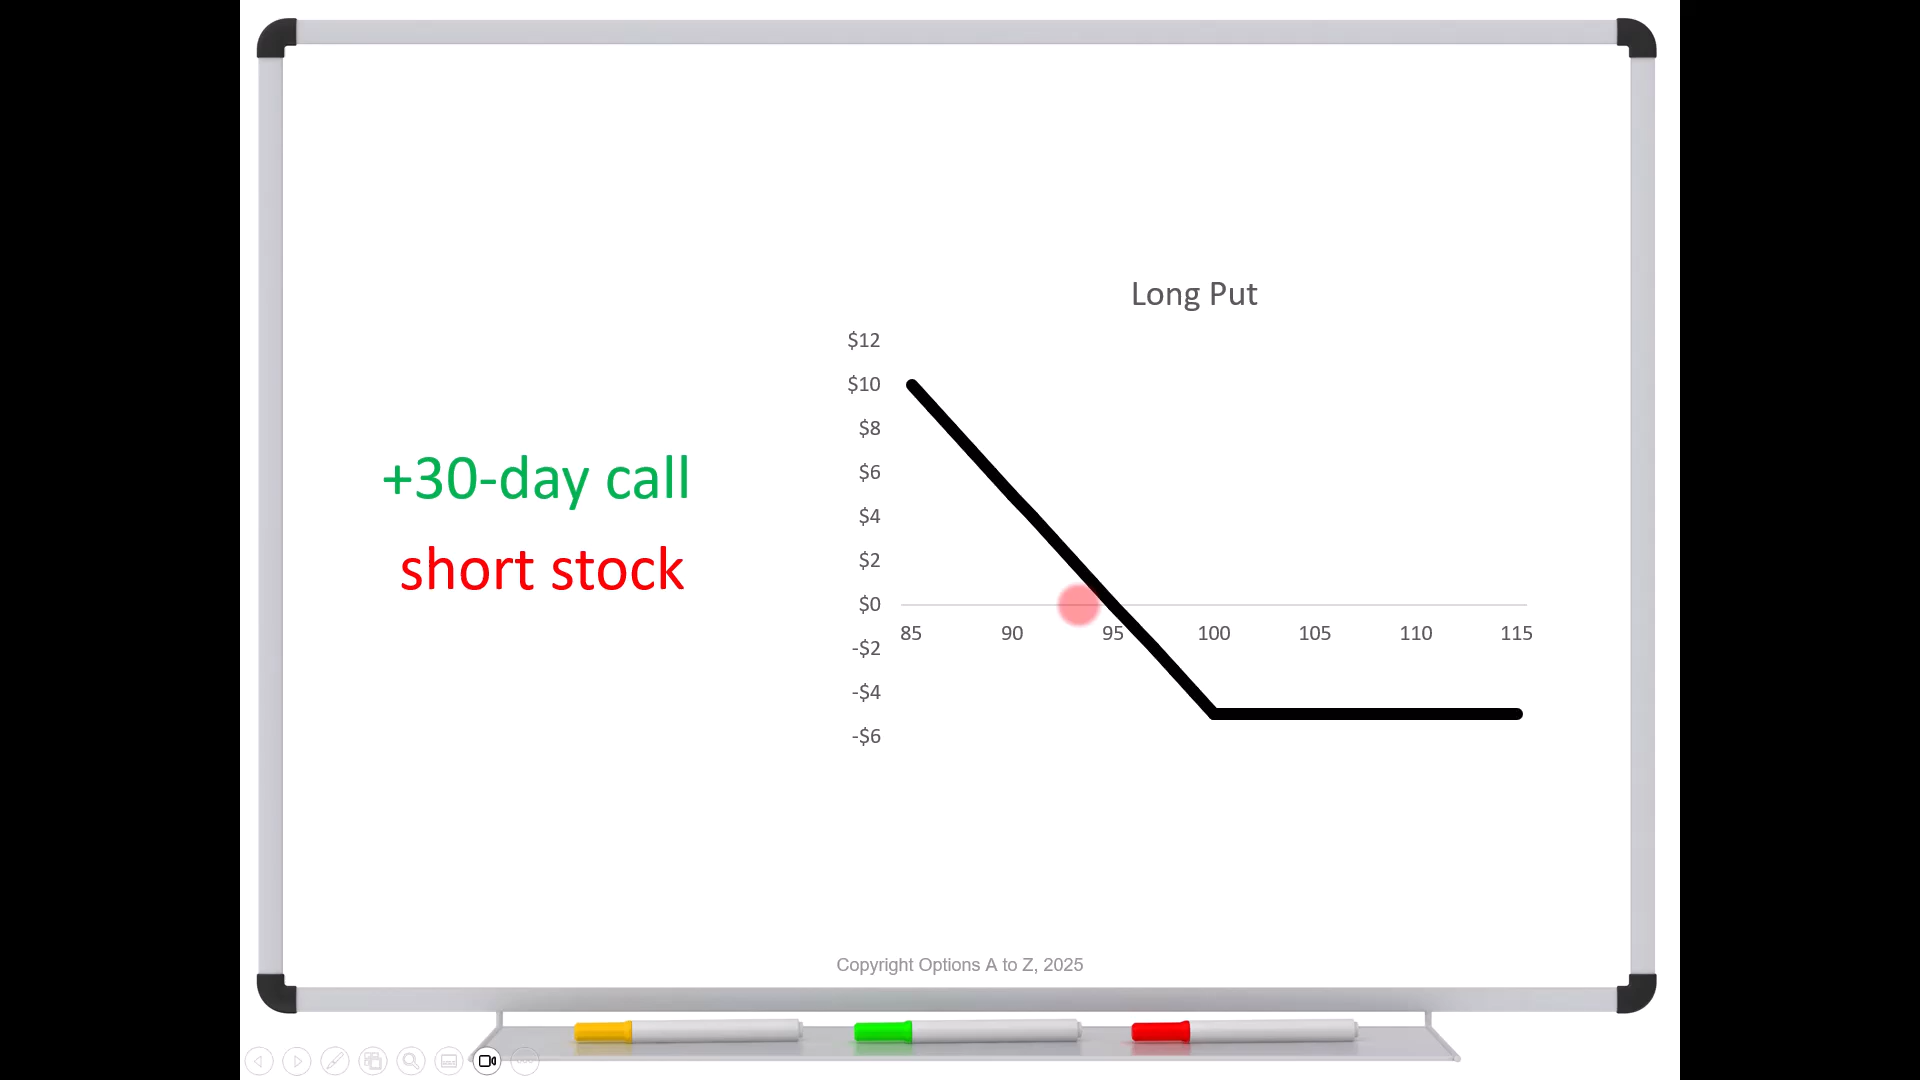 Long Put
$12
$10
$8
$6
$4
$2
$0
-$2
-$4
-$6
85 90 95 100 105 110 115
+30-day call
short stock
Copyright Options A to Z, 2025